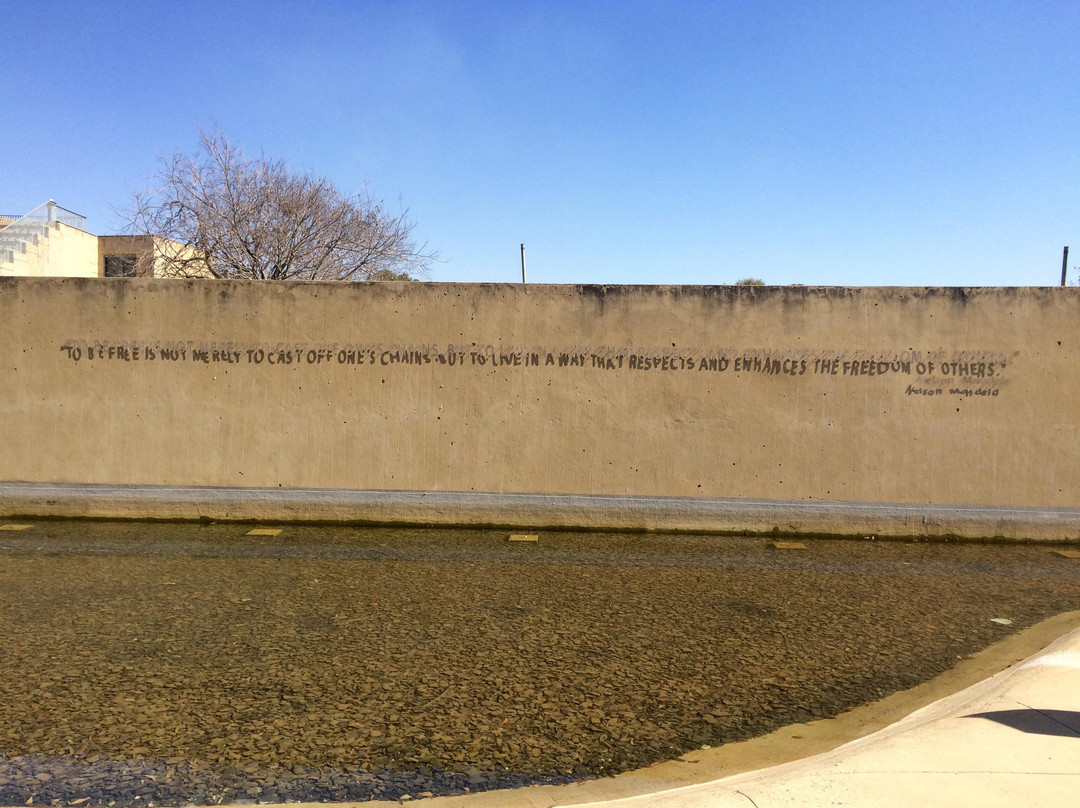 "TO BE FREE IS NOT MERELY TO CAST OFF ONE'S CHAINS, BUT TO LIVE IN A WAY THAT RESPECTS AND ENHANCES THE FREEDOM OF OTHERS."
Nelson Mandela